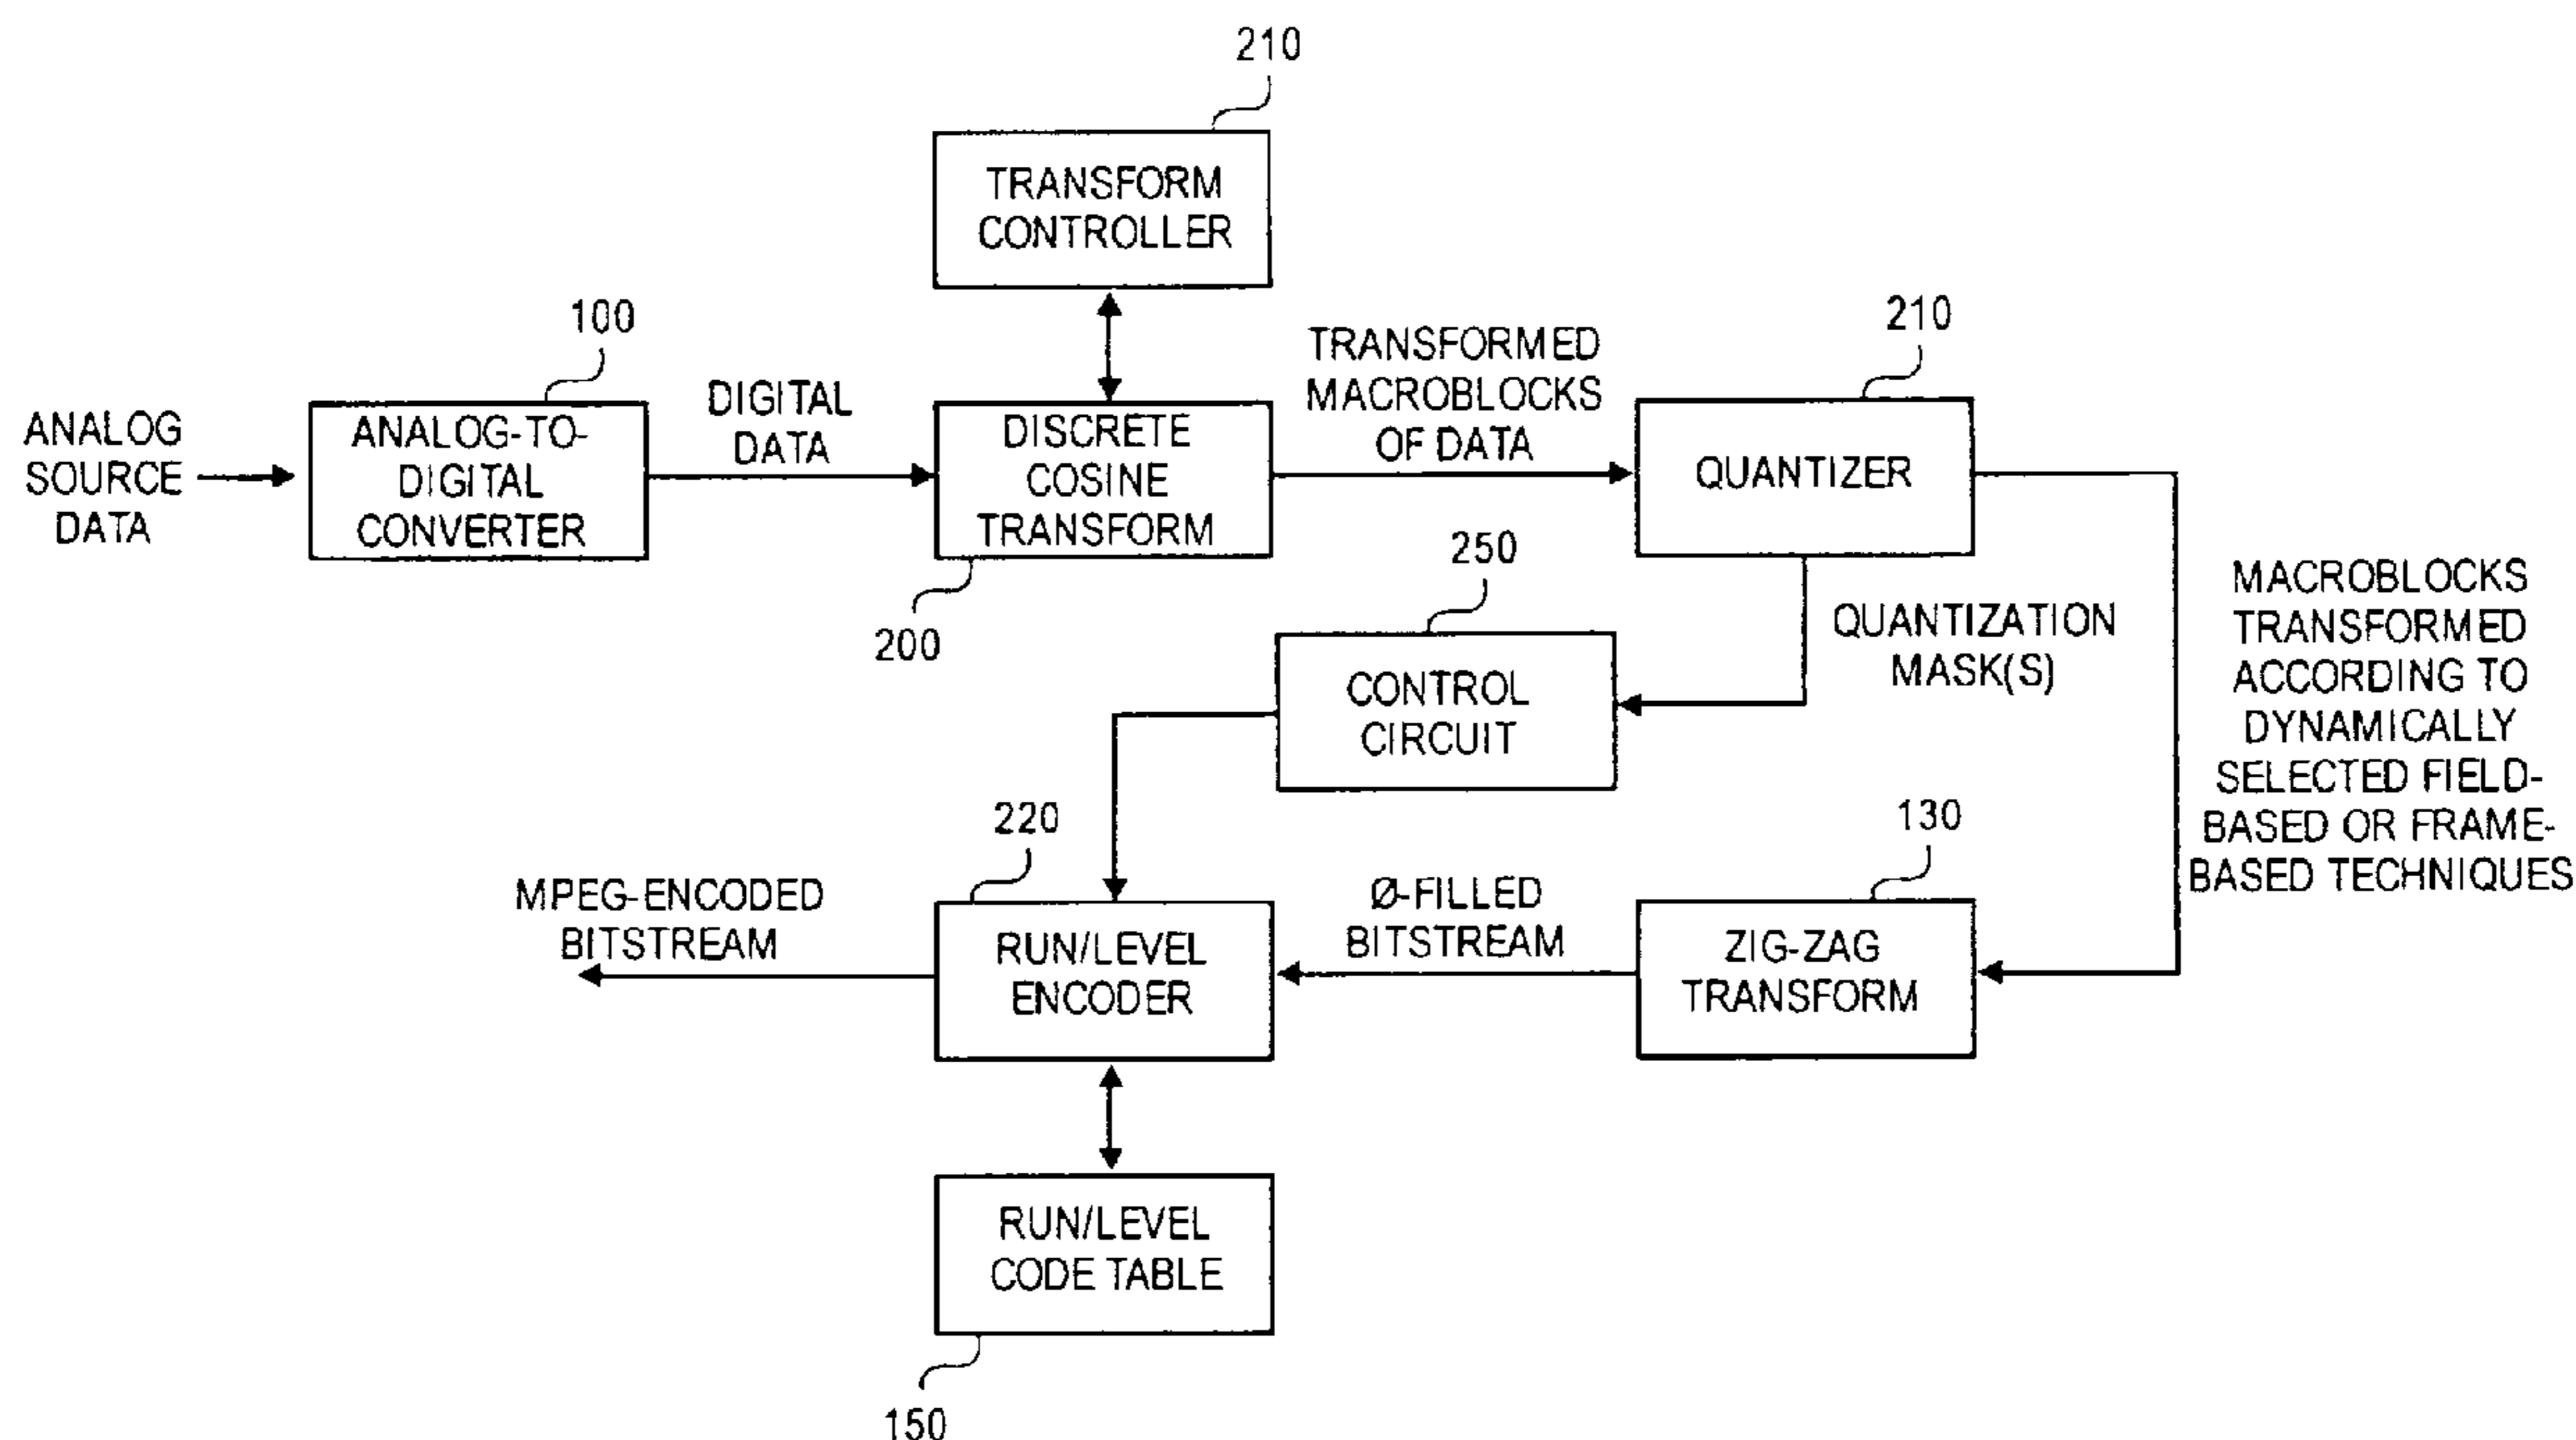 210
TRANSFORM
CONTROLLER
100
ANALOG
SOURCE
DATA
ANALOG-TO-
DIGITAL
CONVERTER
DIGITAL
DATA
DISCRETE
COSINE
TRANSFORM
200
TRANSFORMED
MACROBLOCKS
OF DATA
210
QUANTIZER
250
CONTROL
CIRCUIT
QUANTIZATION
MASK(S)
MACROBLOCKS
TRANSFORMED
ACCORDING TO
DYNAMICALLY
SELECTED FIELD-
BASED OR FRAME-
BASED TECHNIQUES
130
ZIG-ZAG
TRANSFORM
Ø-FILLED
BITSTREAM
220
RUN/LEVEL
ENCODER
MPEG-ENCODED
BITSTREAM
RUN/LEVEL
CODE TABLE
150